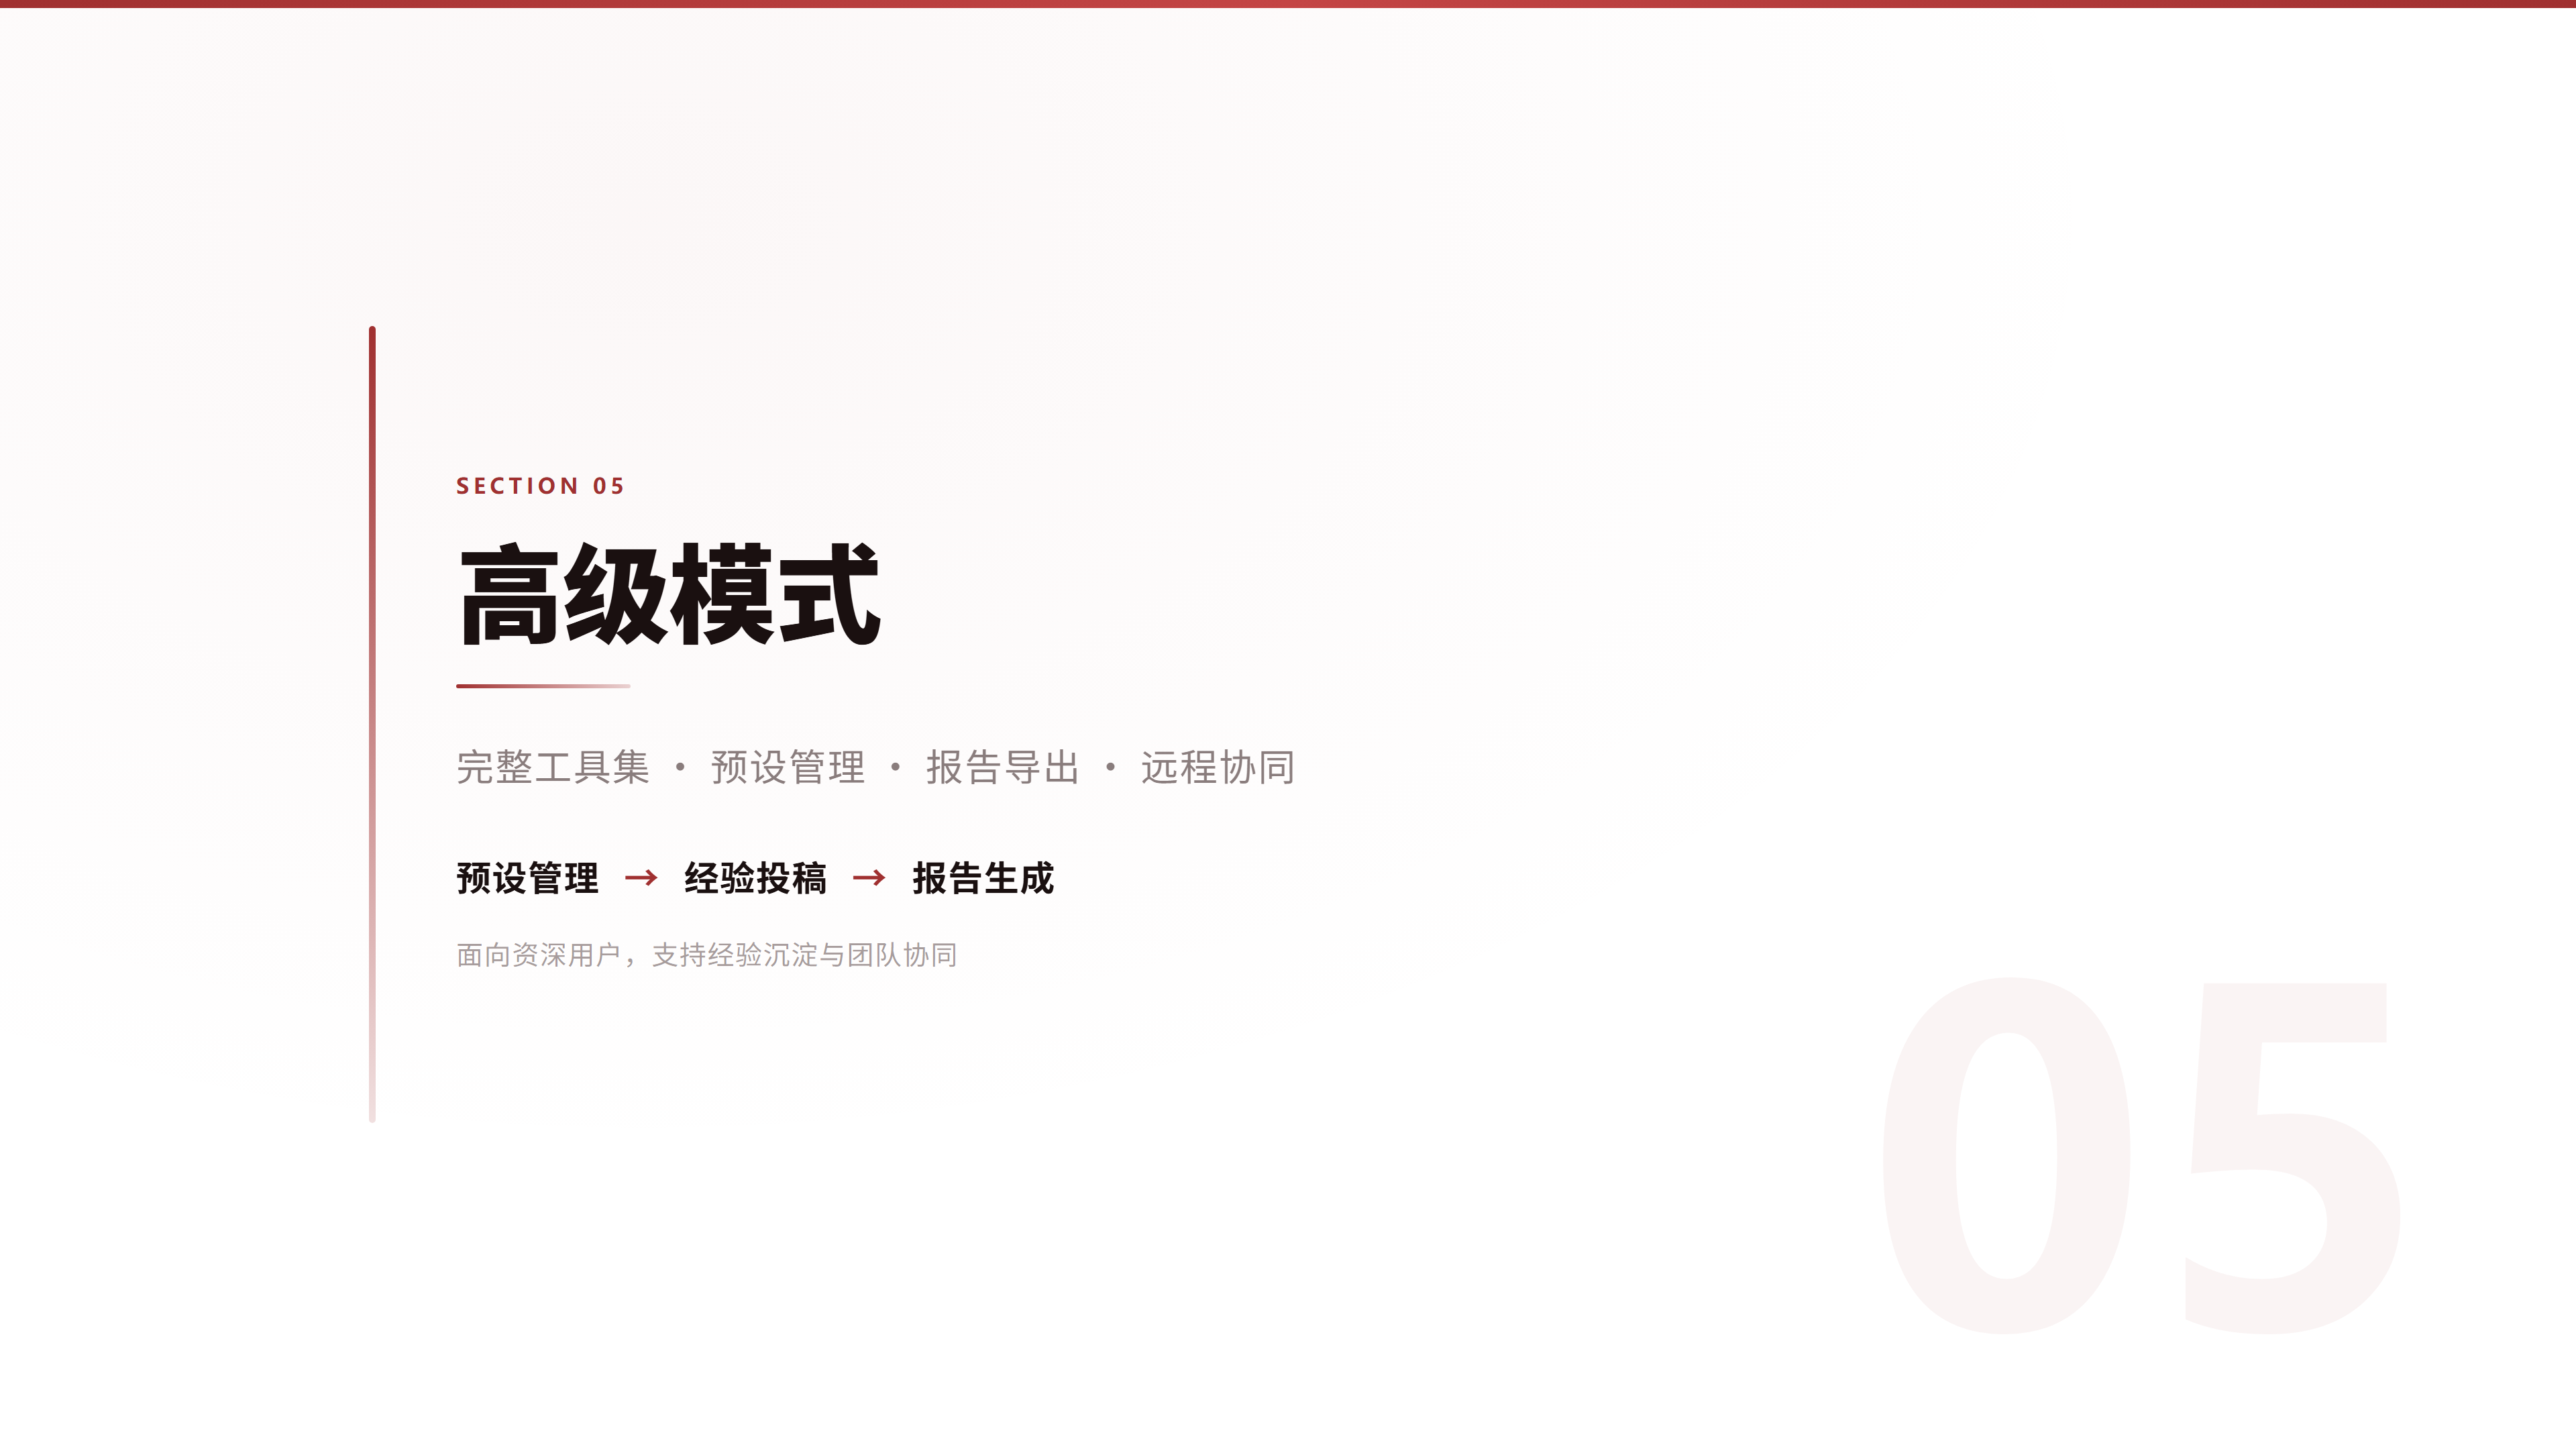 SECTION 05
高级模式
完整工具集 · 预设管理 · 报告导出 · 远程协同
预设管理 → 经验投稿 → 报告生成
面向资深用户，支持经验沉淀与团队协同
05